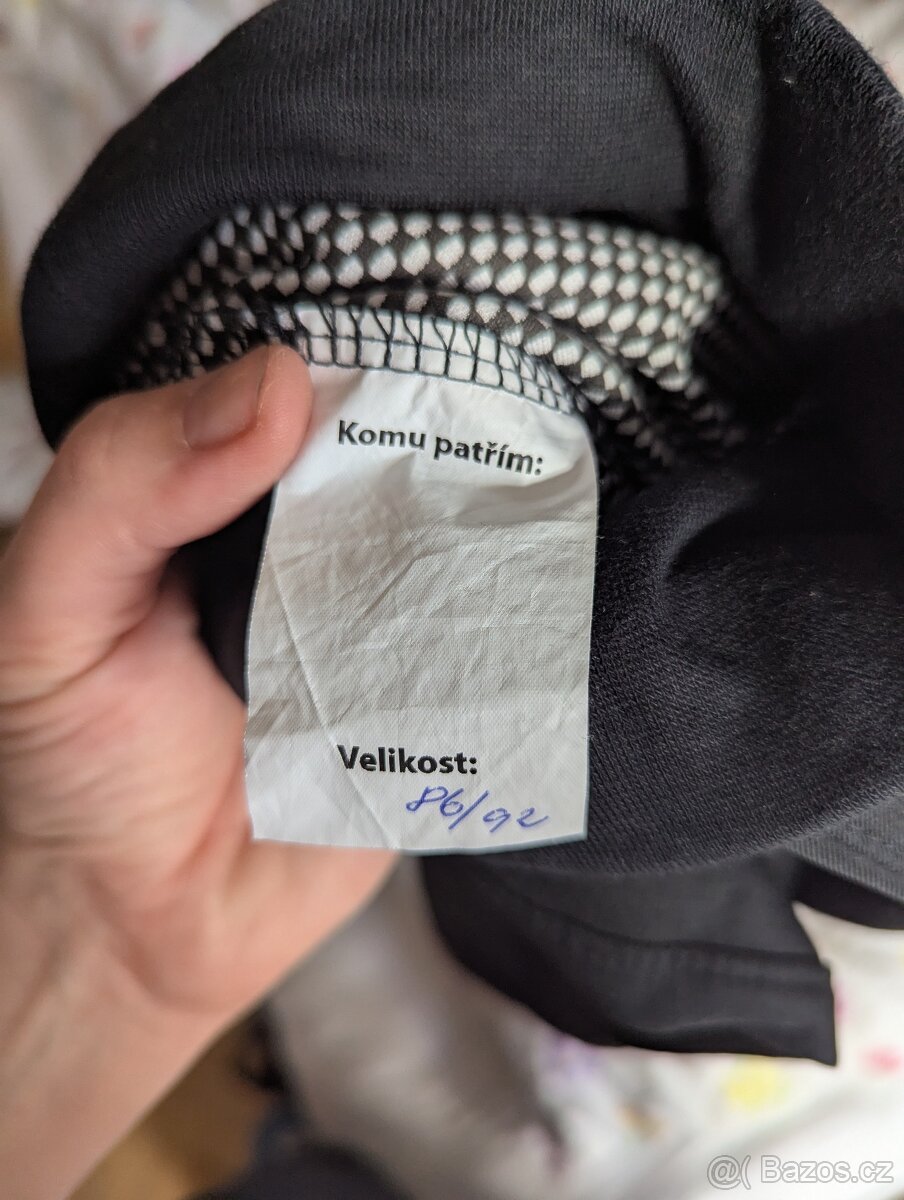 Komu patřím:
Velikost:
86/92
@( Bazos.cz